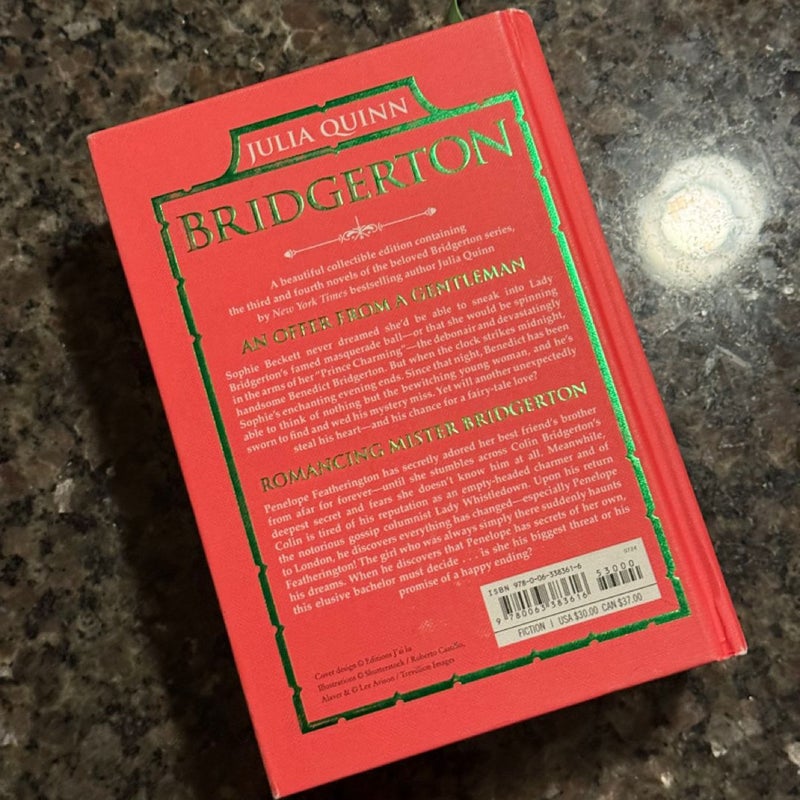 JULIA QUINN
BRIDGERTON
A beautiful collectible edition containing
the third and fourth novels of the beloved Bridgerton series,
by New York Times bestselling author Julia Quinn
AN OFFER FROM A GENTLEMAN
Sophie Beckett never dreamed she'd be able to sneak into Lady
Bridgerton's famed masquerade ball—or that she would be spinning
in the arms of her "Prince Charming"—the debonair and devastatingly
handsome Benedict Bridgerton. But when the clock strikes midnight,
Sophie's enchanting evening ends. Since that night, Benedict has been
able to think of nothing but the bewitching young woman, and he's
sworn to find and wed his mystery miss. Yet will another unexpectedly
steal his heart—and his chance for a fairy-tale love?
ROMANCING MISTER BRIDGERTON
Penelope Featherington has secretly adored her best friend's brother
from afar for forever—until she stumbles across Colin Bridgerton's
deepest secret and fears she doesn't know him at all. Meanwhile,
Colin is tired of his reputation as an empty-headed charmer and of
the notorious gossip columnist Lady Whistledown. Upon his return
to London, he discovers everything has changed—especially Penelope
Featherington! The girl who was always simply there suddenly haunts
his dreams. When he discovers that Penelope has secrets of her own,
this elusive bachelor must decide . . . is she his biggest threat or his
promise of a happy ending?
Cover design © Editions J'ai lu
Illustrations © Shutterstock / Roberto Castillo,
Alaver & © Lee Avison / Trevillion Images
0724
ISBN 978-0-06-338361-6
53000
9 780063 383616
FICTION | USA $30.00 CAN $37.00